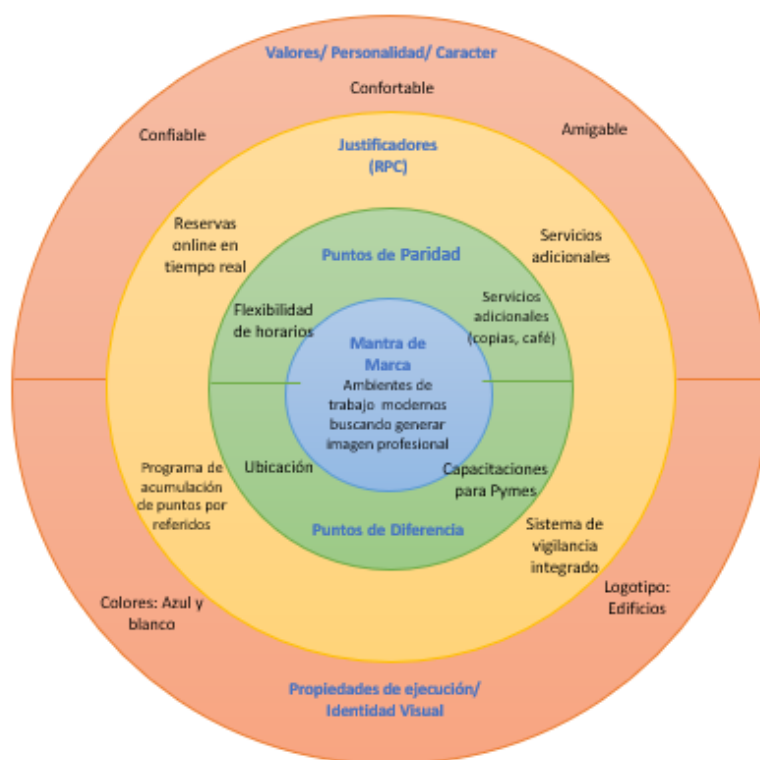 Valores/ Personalidad/ Caracter
Confortable
Confiable
Amigable
Justificadores
(RPC)
Reservas
online en
tiempo real
Servicios
adicionales
Puntos de Paridad
Flexibilidad
de horarios
Servicios
adicionales
(copias, café)
Mantra de
Marca
Ambientes de
trabajo modernos
buscando generar
imagen profesional
Ubicación
Capacitaciones
para Pymes
Programa de
acumulación
de puntos por
referidos
Puntos de Diferencia
Sistema de
vigilancia
integrado
Colores: Azul y
blanco
Logotipo:
Edificios
Propiedades de ejecución/
Identidad Visual